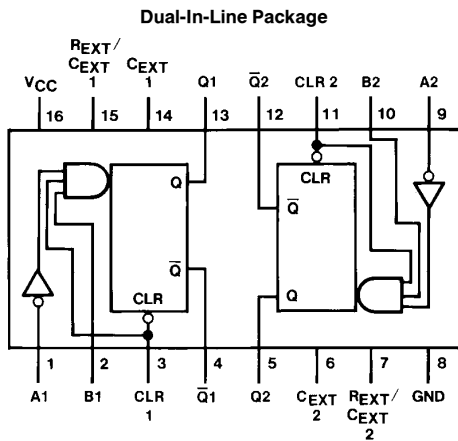 Dual-In-Line Package
VCC REXT/CEXT 1 CEXT 1 Q1 Q̅2 CLR 2 B2 A2
16 15 14 13 12 11 10 9
Q CLR
Q̅ Q̅
CLR Q
1 2 3 4 5 6 7 8
A1 B1 CLR 1 Q̅1 Q2 CEXT 2 REXT/CEXT 2 GND